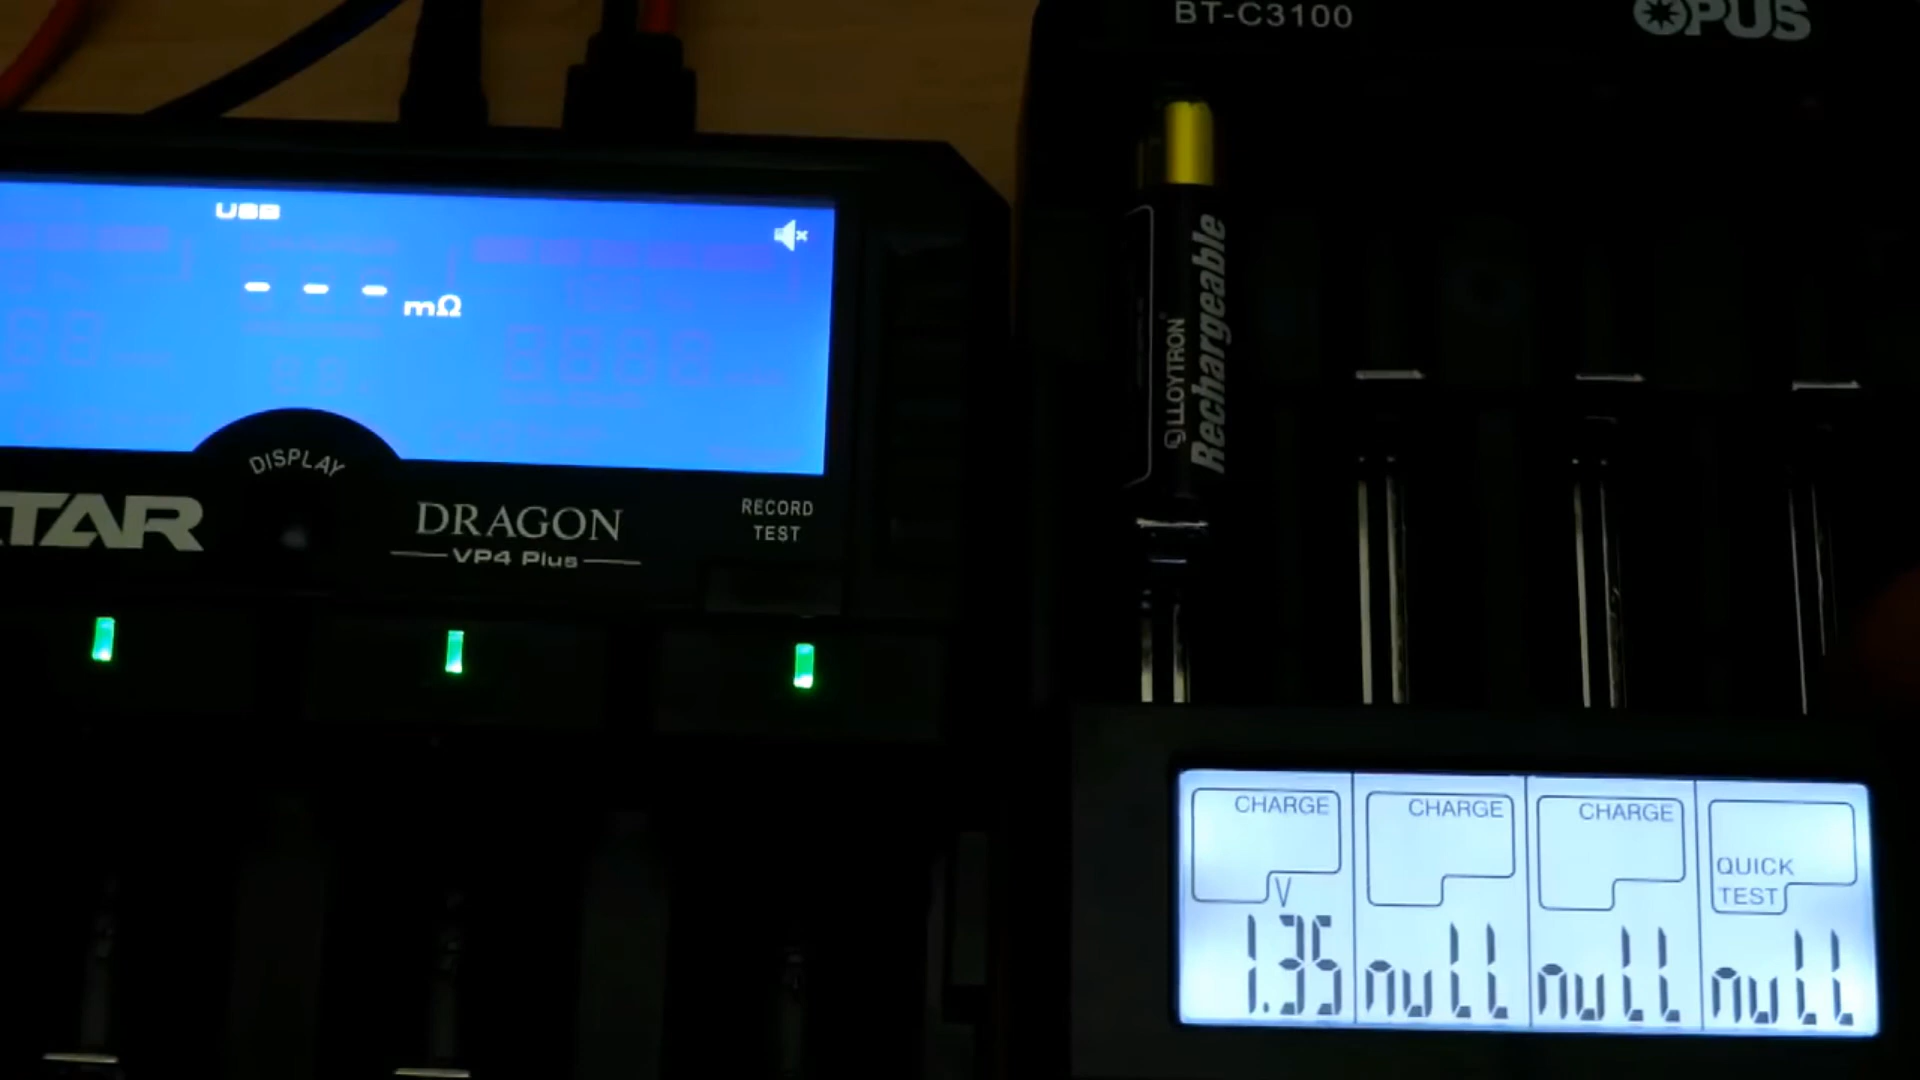 BT-C3100
OPUS
USB
- - - mΩ
DISPLAY
TAR
DRAGON
VP4 Plus
RECORD
TEST
LLOYTRON
Rechargeable
CHARGE
V
1.35
CHARGE
null
CHARGE
null
QUICK
TEST
null